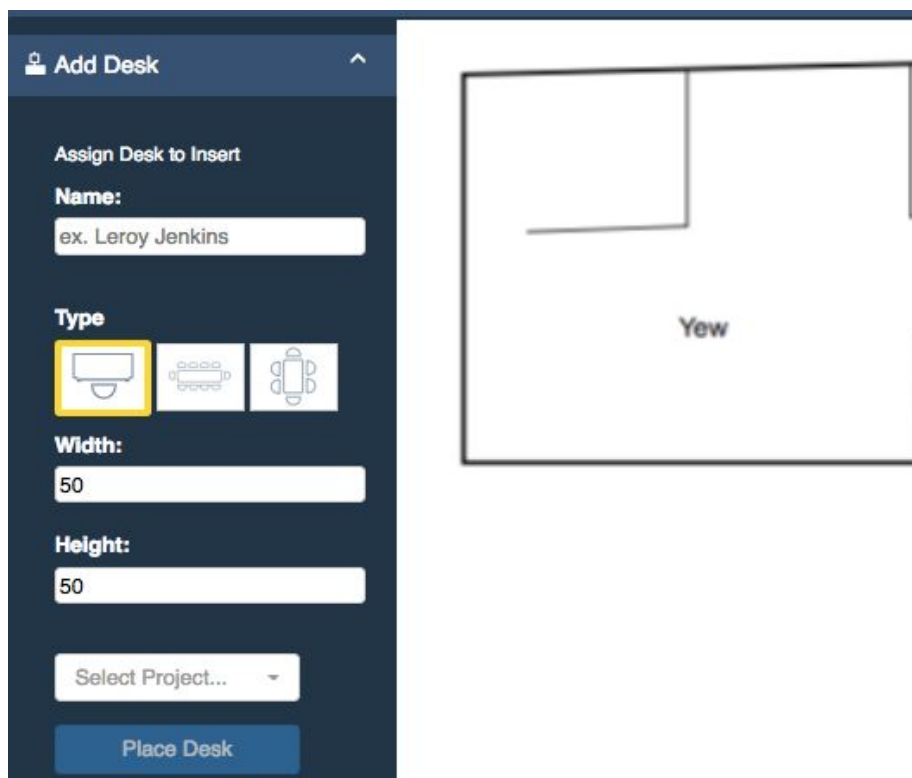 Add Desk
Assign Desk to Insert
Name:
ex. Leroy Jenkins
Type
Width:
50
Height:
50
Select Project...
Place Desk
Yew